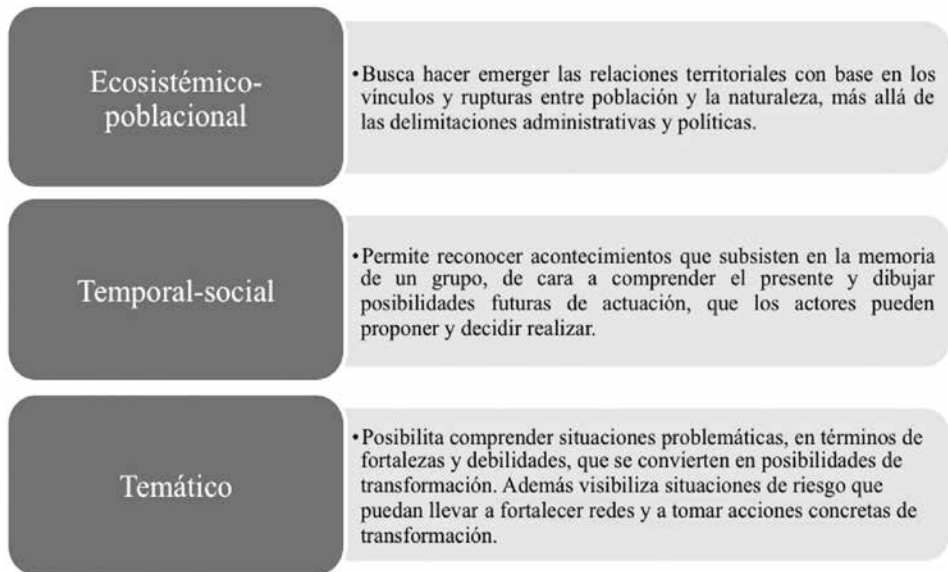 Ecosistémico-
poblacional
•Busca hacer emerger las relaciones territoriales con base en los
vínculos y rupturas entre población y la naturaleza, más allá de
las delimitaciones administrativas y políticas.
Temporal-social
•Permite reconocer acontecimientos que subsisten en la memoria
de un grupo, de cara a comprender el presente y dibujar
posibilidades futuras de actuación, que los actores pueden
proponer y decidir realizar.
Temático
•Posibilita comprender situaciones problemáticas, en términos de
fortalezas y debilidades, que se convierten en posibilidades de
transformación. Además visibiliza situaciones de riesgo que
puedan llevar a fortalecer redes y a tomar acciones concretas de
transformación.